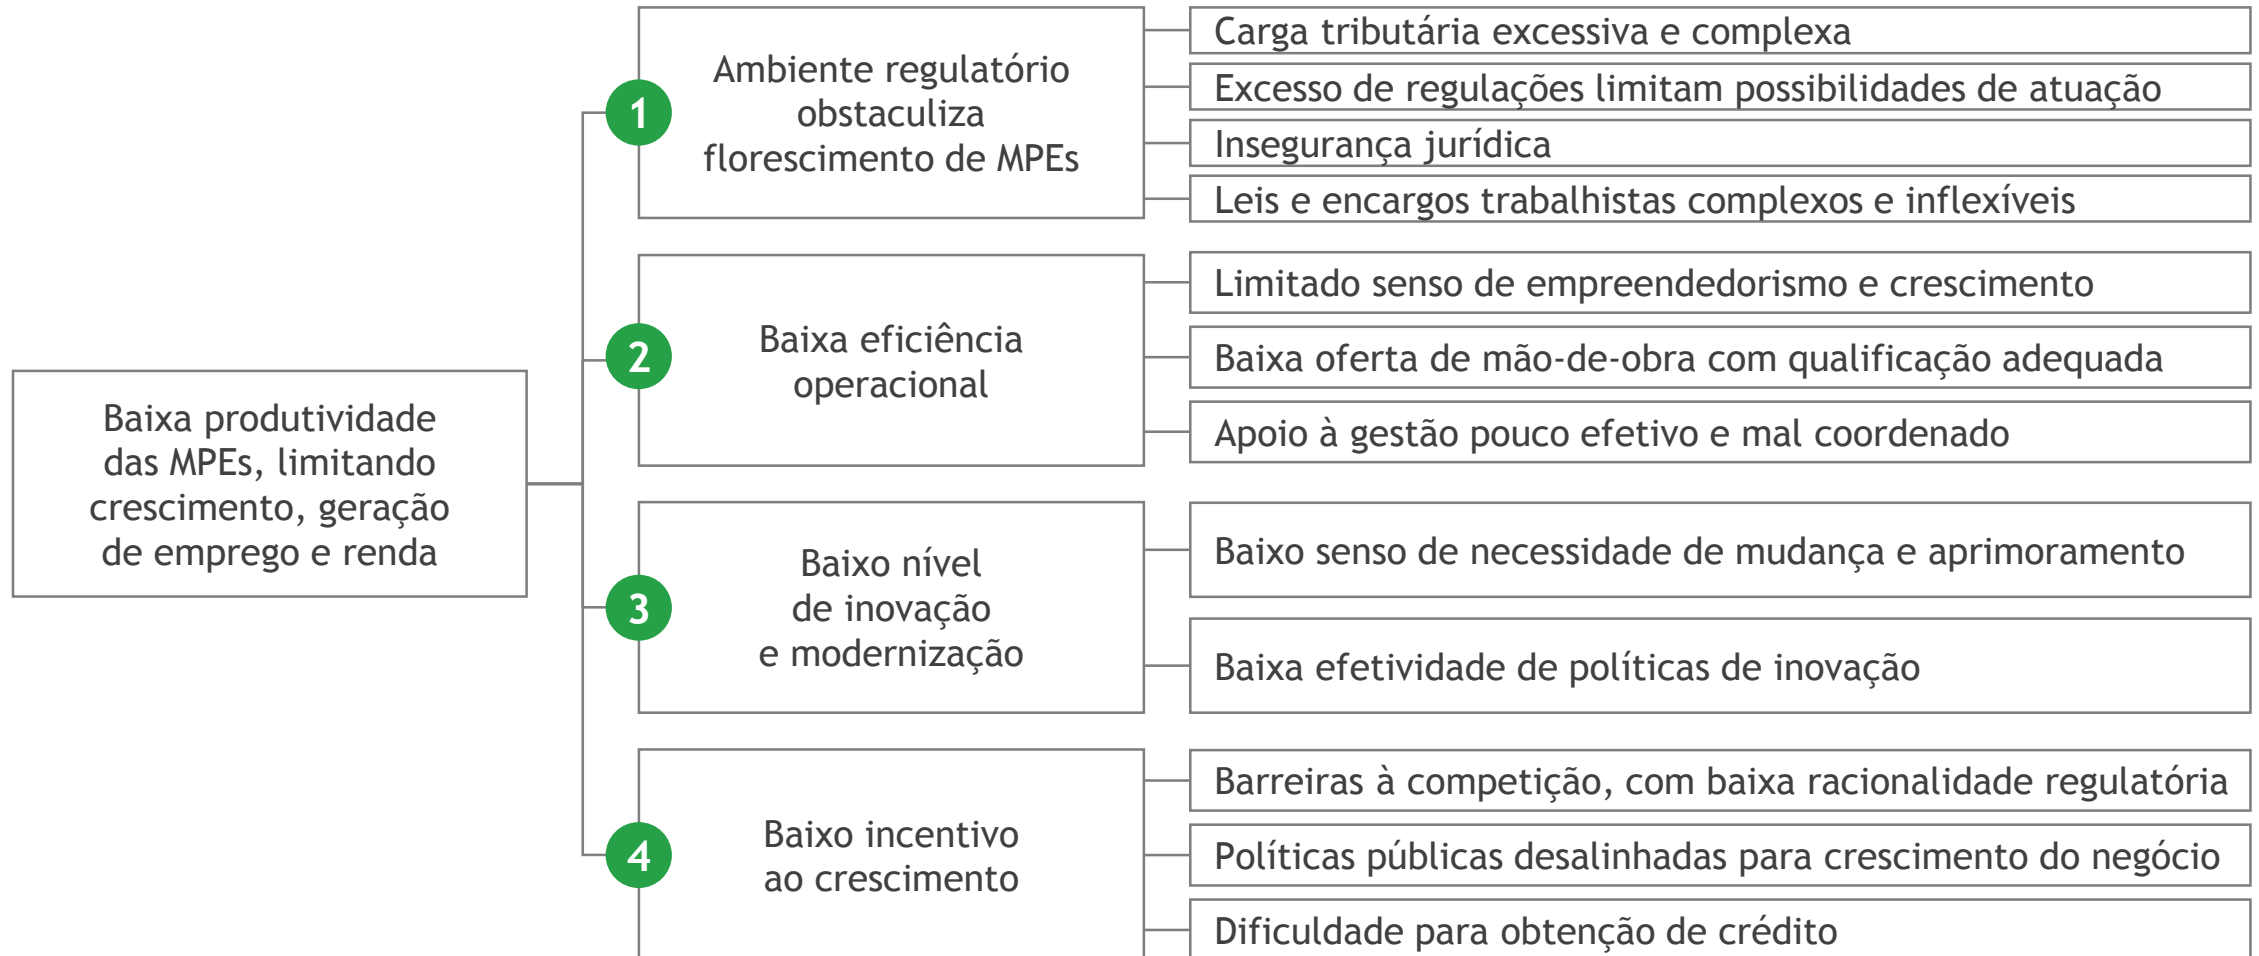 Baixa produtividade
das MPEs, limitando
crescimento, geração
de emprego e renda
1
Ambiente regulatório
obstaculiza
florescimento de MPEs
Carga tributária excessiva e complexa
Excesso de regulações limitam possibilidades de atuação
Insegurança jurídica
Leis e encargos trabalhistas complexos e inflexíveis
2
Baixa eficiência
operacional
Limitado senso de empreendedorismo e crescimento
Baixa oferta de mão-de-obra com qualificação adequada
Apoio à gestão pouco efetivo e mal coordenado
3
Baixo nível
de inovação
e modernização
Baixo senso de necessidade de mudança e aprimoramento
Baixa efetividade de políticas de inovação
4
Baixo incentivo
ao crescimento
Barreiras à competição, com baixa racionalidade regulatória
Políticas públicas desalinhadas para crescimento do negócio
Dificuldade para obtenção de crédito